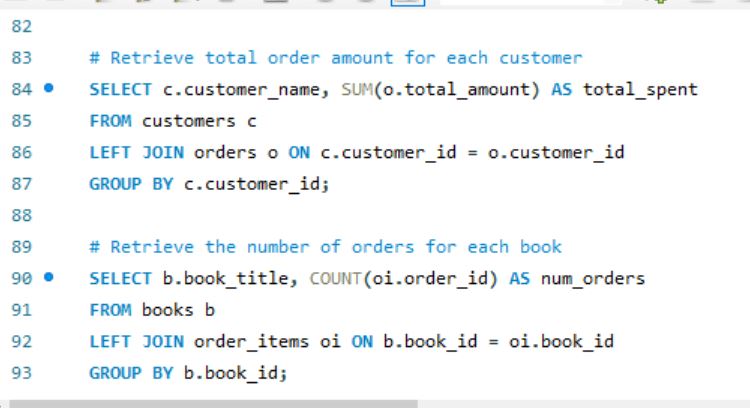 82
83 # Retrieve total order amount for each customer
84 SELECT c.customer_name, SUM(o.total_amount) AS total_spent
85 FROM customers c
86 LEFT JOIN orders o ON c.customer_id = o.customer_id
87 GROUP BY c.customer_id;
88
89 # Retrieve the number of orders for each book
90 SELECT b.book_title, COUNT(oi.order_id) AS num_orders
91 FROM books b
92 LEFT JOIN order_items oi ON b.book_id = oi.book_id
93 GROUP BY b.book_id;